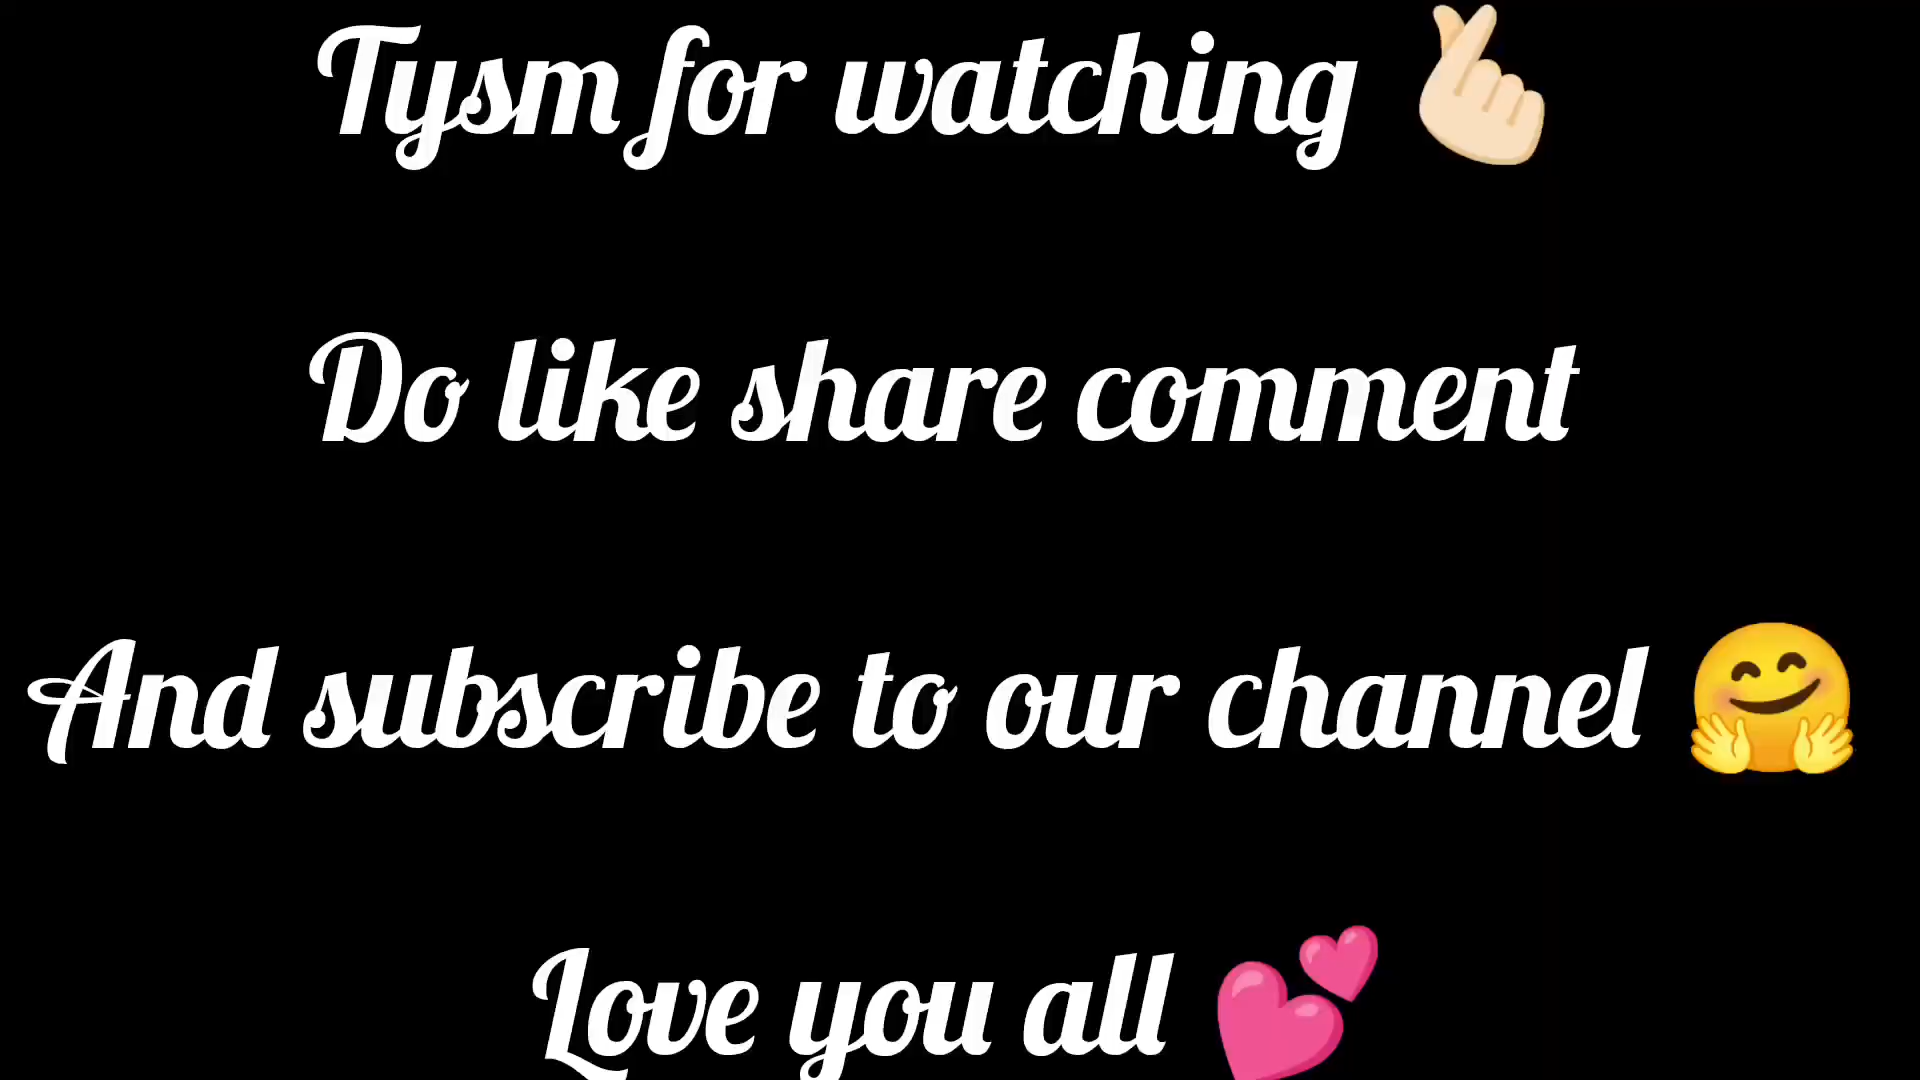 Tysm for watching 🫰🏻
Do like share comment
And subscribe to our channel 🤗
Love you all 💕